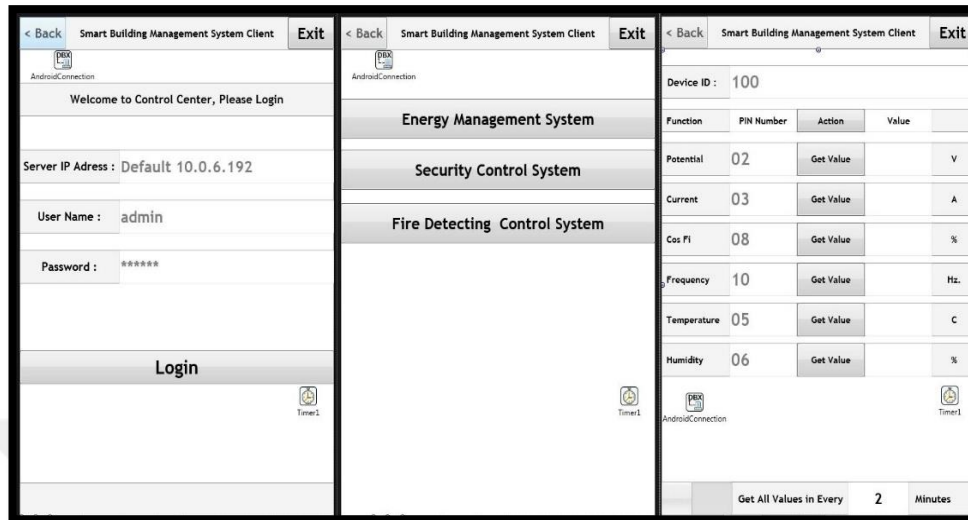 < Back Smart Building Management System Client Exit
DBX
AndroidConnection
Welcome to Control Center, Please Login
Server IP Adress : Default 10.0.6.192
User Name : admin
Password : ******
Login
Timer1
< Back Smart Building Management System Client Exit
DBX
AndroidConnection
Energy Management System
Security Control System
Fire Detecting Control System
Timer1
< Back Smart Building Management System Client Exit
Device ID : 100
Function PIN Number Action Value
Potential 02 Get Value V
Current 03 Get Value A
Cos Fi 08 Get Value %
Frequency 10 Get Value Hz.
Temperature 05 Get Value C
Humidity 06 Get Value %
DBX
AndroidConnection
Timer1
Get All Values in Every 2 Minutes